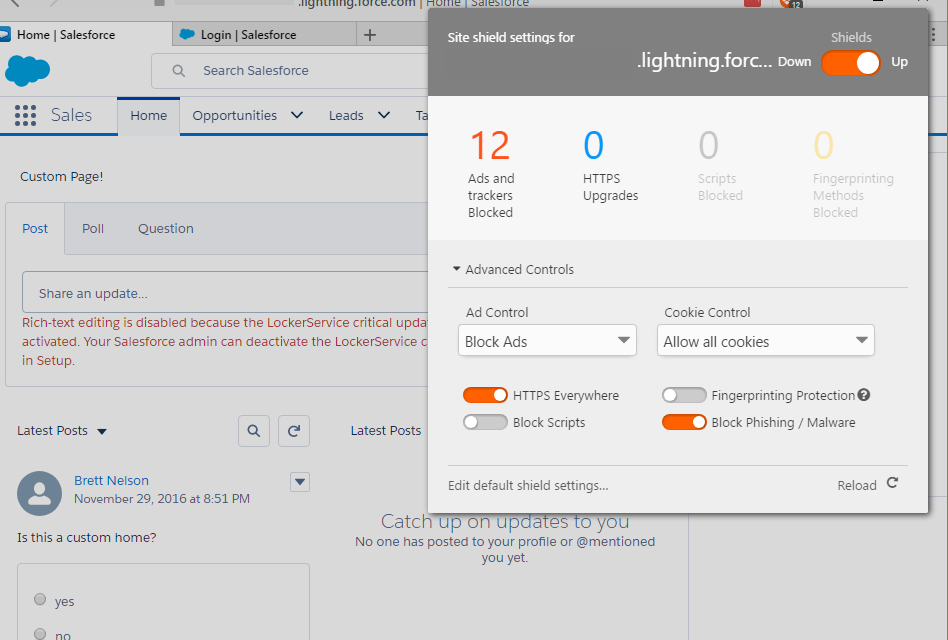 .lightning.force.com | Home | Salesforce
12
Home | Salesforce
Login | Salesforce
Search Salesforce
Sales
Home
Opportunities
Leads
Ta
Custom Page!
Post
Poll
Question
Share an update...
Rich-text editing is disabled because the LockerService critical upda
activated. Your Salesforce admin can deactivate the LockerService c
in Setup.
Latest Posts
Brett Nelson
November 29, 2016 at 8:51 PM
Is this a custom home?
yes
no
Latest Posts
Catch up on updates to you
No one has posted to your profile or @mentioned
you yet.
Site shield settings for
.lightning.forc...
Shields
Down
Up
12
Ads and
trackers
Blocked
0
HTTPS
Upgrades
0
Scripts
Blocked
0
Fingerprinting
Methods
Blocked
Advanced Controls
Ad Control
Block Ads
Cookie Control
Allow all cookies
HTTPS Everywhere
Fingerprinting Protection
Block Scripts
Block Phishing / Malware
Edit default shield settings...
Reload